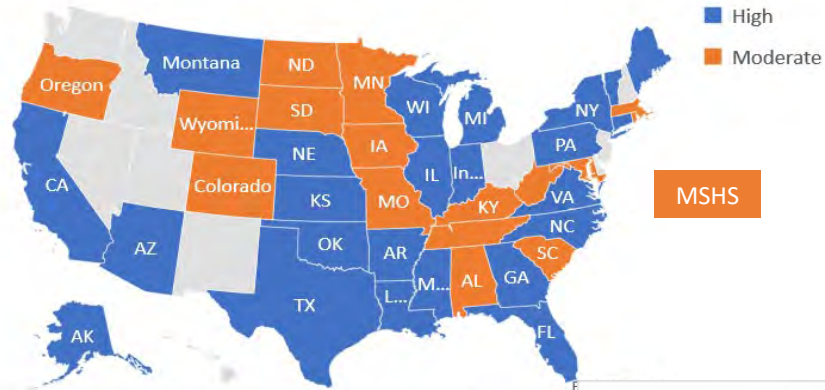 High
Moderate
Montana
ND
MN
Oregon
WI
NY
SD
MI
Wyomi...
PA
IA
NE
IL
In...
Colorado
MSHS
VA
CA
KS
MO
KY
NC
OK
AR
SC
AZ
AL
GA
M...
L...
TX
FL
AK